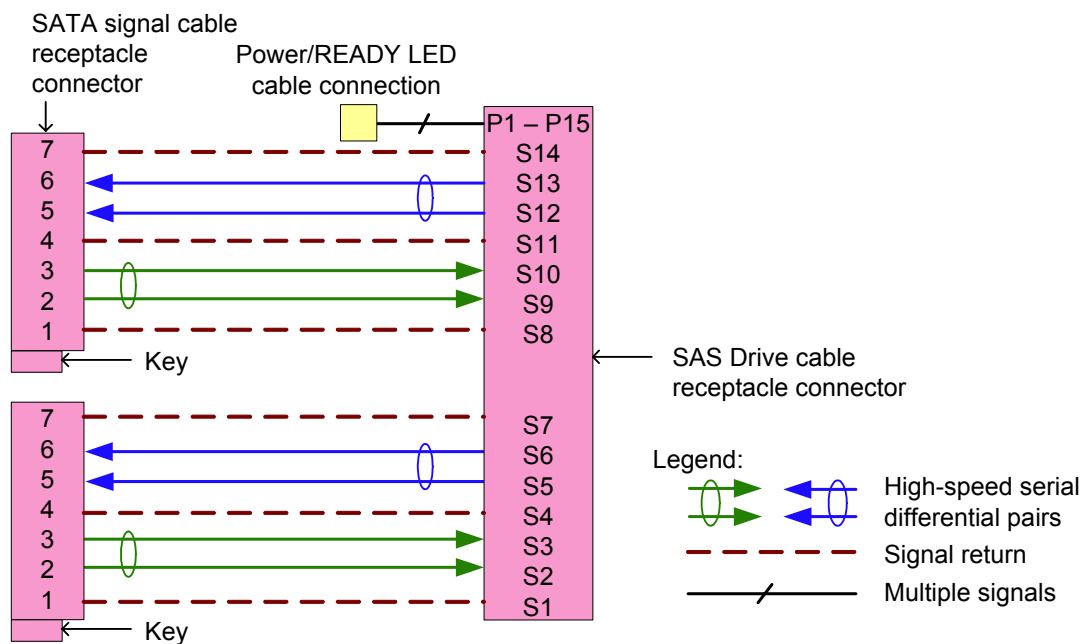 SATA signal cable
receptacle
connector
Power/READY LED
cable connection
P1 – P15
7
S14
6
S13
5
S12
4
S11
3
S10
2
S9
1
S8
Key
SAS Drive cable
receptacle connector
7
S7
6
S6
5
S5
4
S4
3
S3
2
S2
1
S1
Key
Legend:
High-speed serial
differential pairs
Signal return
Multiple signals